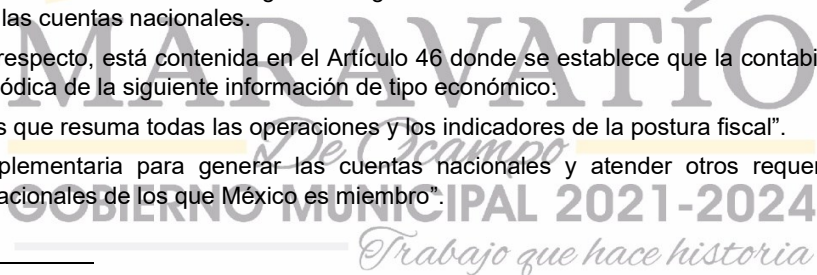 las cuentas nacionales.
respecto, está contenida en el Artículo 46 donde se establece que la contabi
ódica de la siguiente información de tipo económico:
s que resuma todas las operaciones y los indicadores de la postura fiscal”.
plementaria para generar las cuentas nacionales y atender otros requer
acionales de los que México es miembro”.
MARAVATÍO
De Ocampo
GOBIERNO MUNICIPAL 2021-2024
Trabajo que hace historia